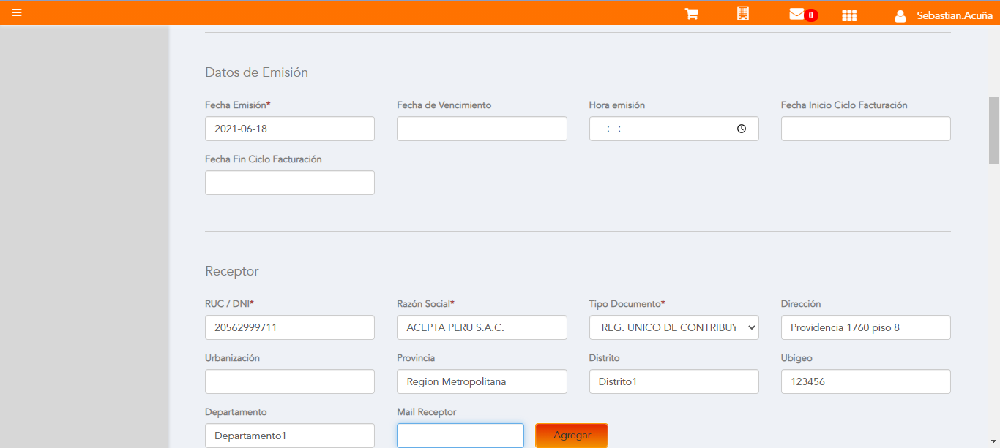 0
Sebastian.Acuña
Datos de Emisión
Fecha Emisión* Fecha de Vencimiento Hora emisión Fecha Inicio Ciclo Facturación
2021-06-18 --:--:--
Fecha Fin Ciclo Facturación
Receptor
RUC / DNI* Razón Social* Tipo Documento* Dirección
20562999711 ACEPTA PERU S.A.C. REG. UNICO DE CONTRIBUY Providencia 1760 piso 8
Urbanización Provincia Distrito Ubigeo
Region Metropolitana Distrito1 123456
Departamento Mail Receptor
Departamento1 Agregar